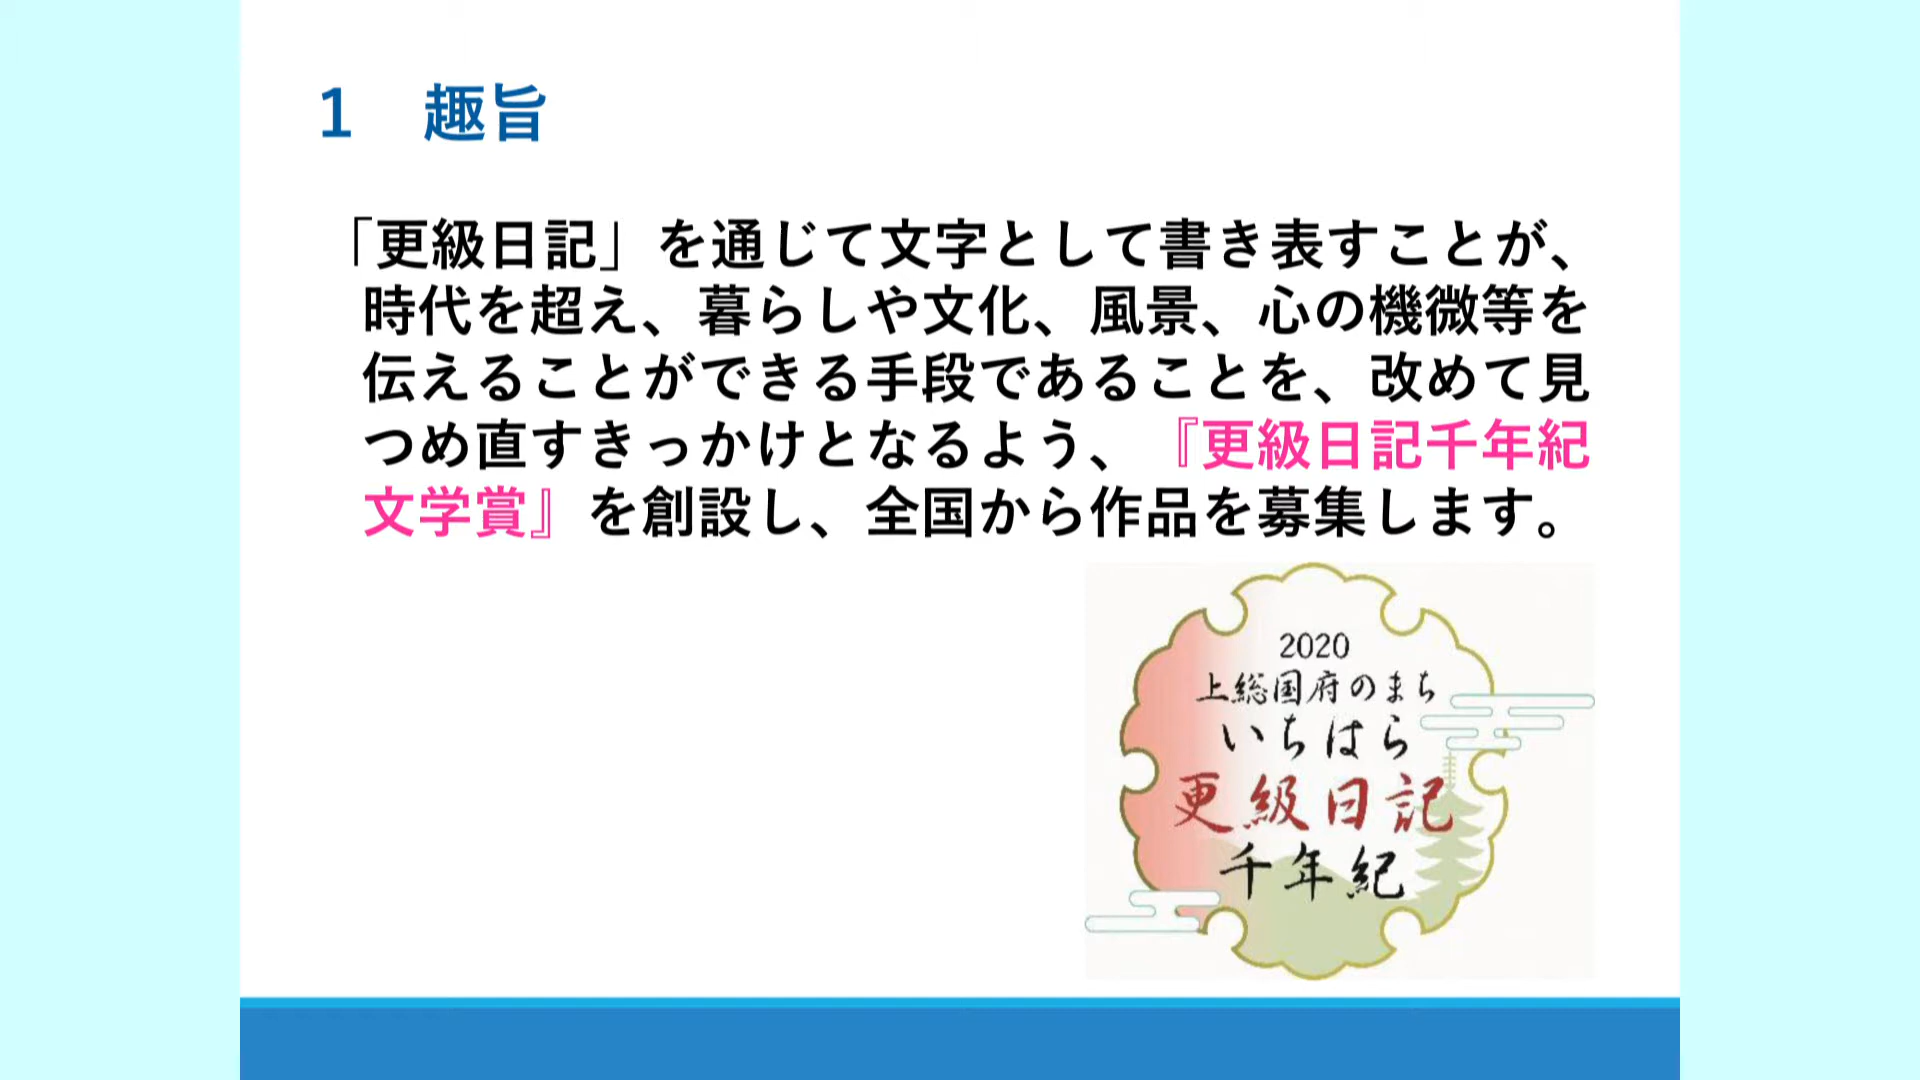 1 趣旨
「更級日記」を通じて文字として書き表すことが、
時代を超え、暮らしや文化、風景、心の機微等を
伝えることができる手段であることを、改めて見
つめ直すきっかけとなるよう、『更級日記千年紀
文学賞』を創設し、全国から作品を募集します。
2020
上総国府のまち
いちはら
更級日記
千年紀